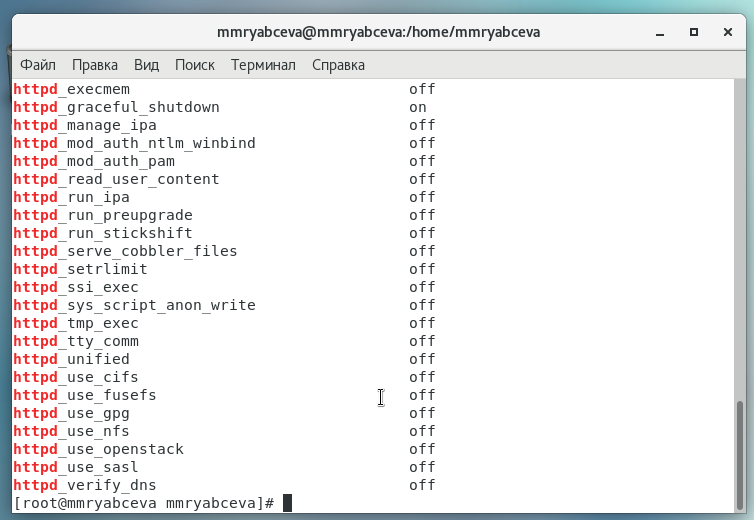 mmryabceva@mmryabceva:/home/mmryabceva
Файл Правка Вид Поиск Терминал Справка
httpd_execmem off
httpd_graceful_shutdown on
httpd_manage_ipa off
httpd_mod_auth_ntlm_winbind off
httpd_mod_auth_pam off
httpd_read_user_content off
httpd_run_ipa off
httpd_run_preupgrade off
httpd_run_stickshift off
httpd_serve_cobbler_files off
httpd_setrlimit off
httpd_ssi_exec off
httpd_sys_script_anon_write off
httpd_tmp_exec off
httpd_tty_comm off
httpd_unified off
httpd_use_cifs off
httpd_use_fusefs off
httpd_use_gpg off
httpd_use_nfs off
httpd_use_openstack off
httpd_use_sasl off
httpd_verify_dns off
[root@mmryabceva mmryabceva]#